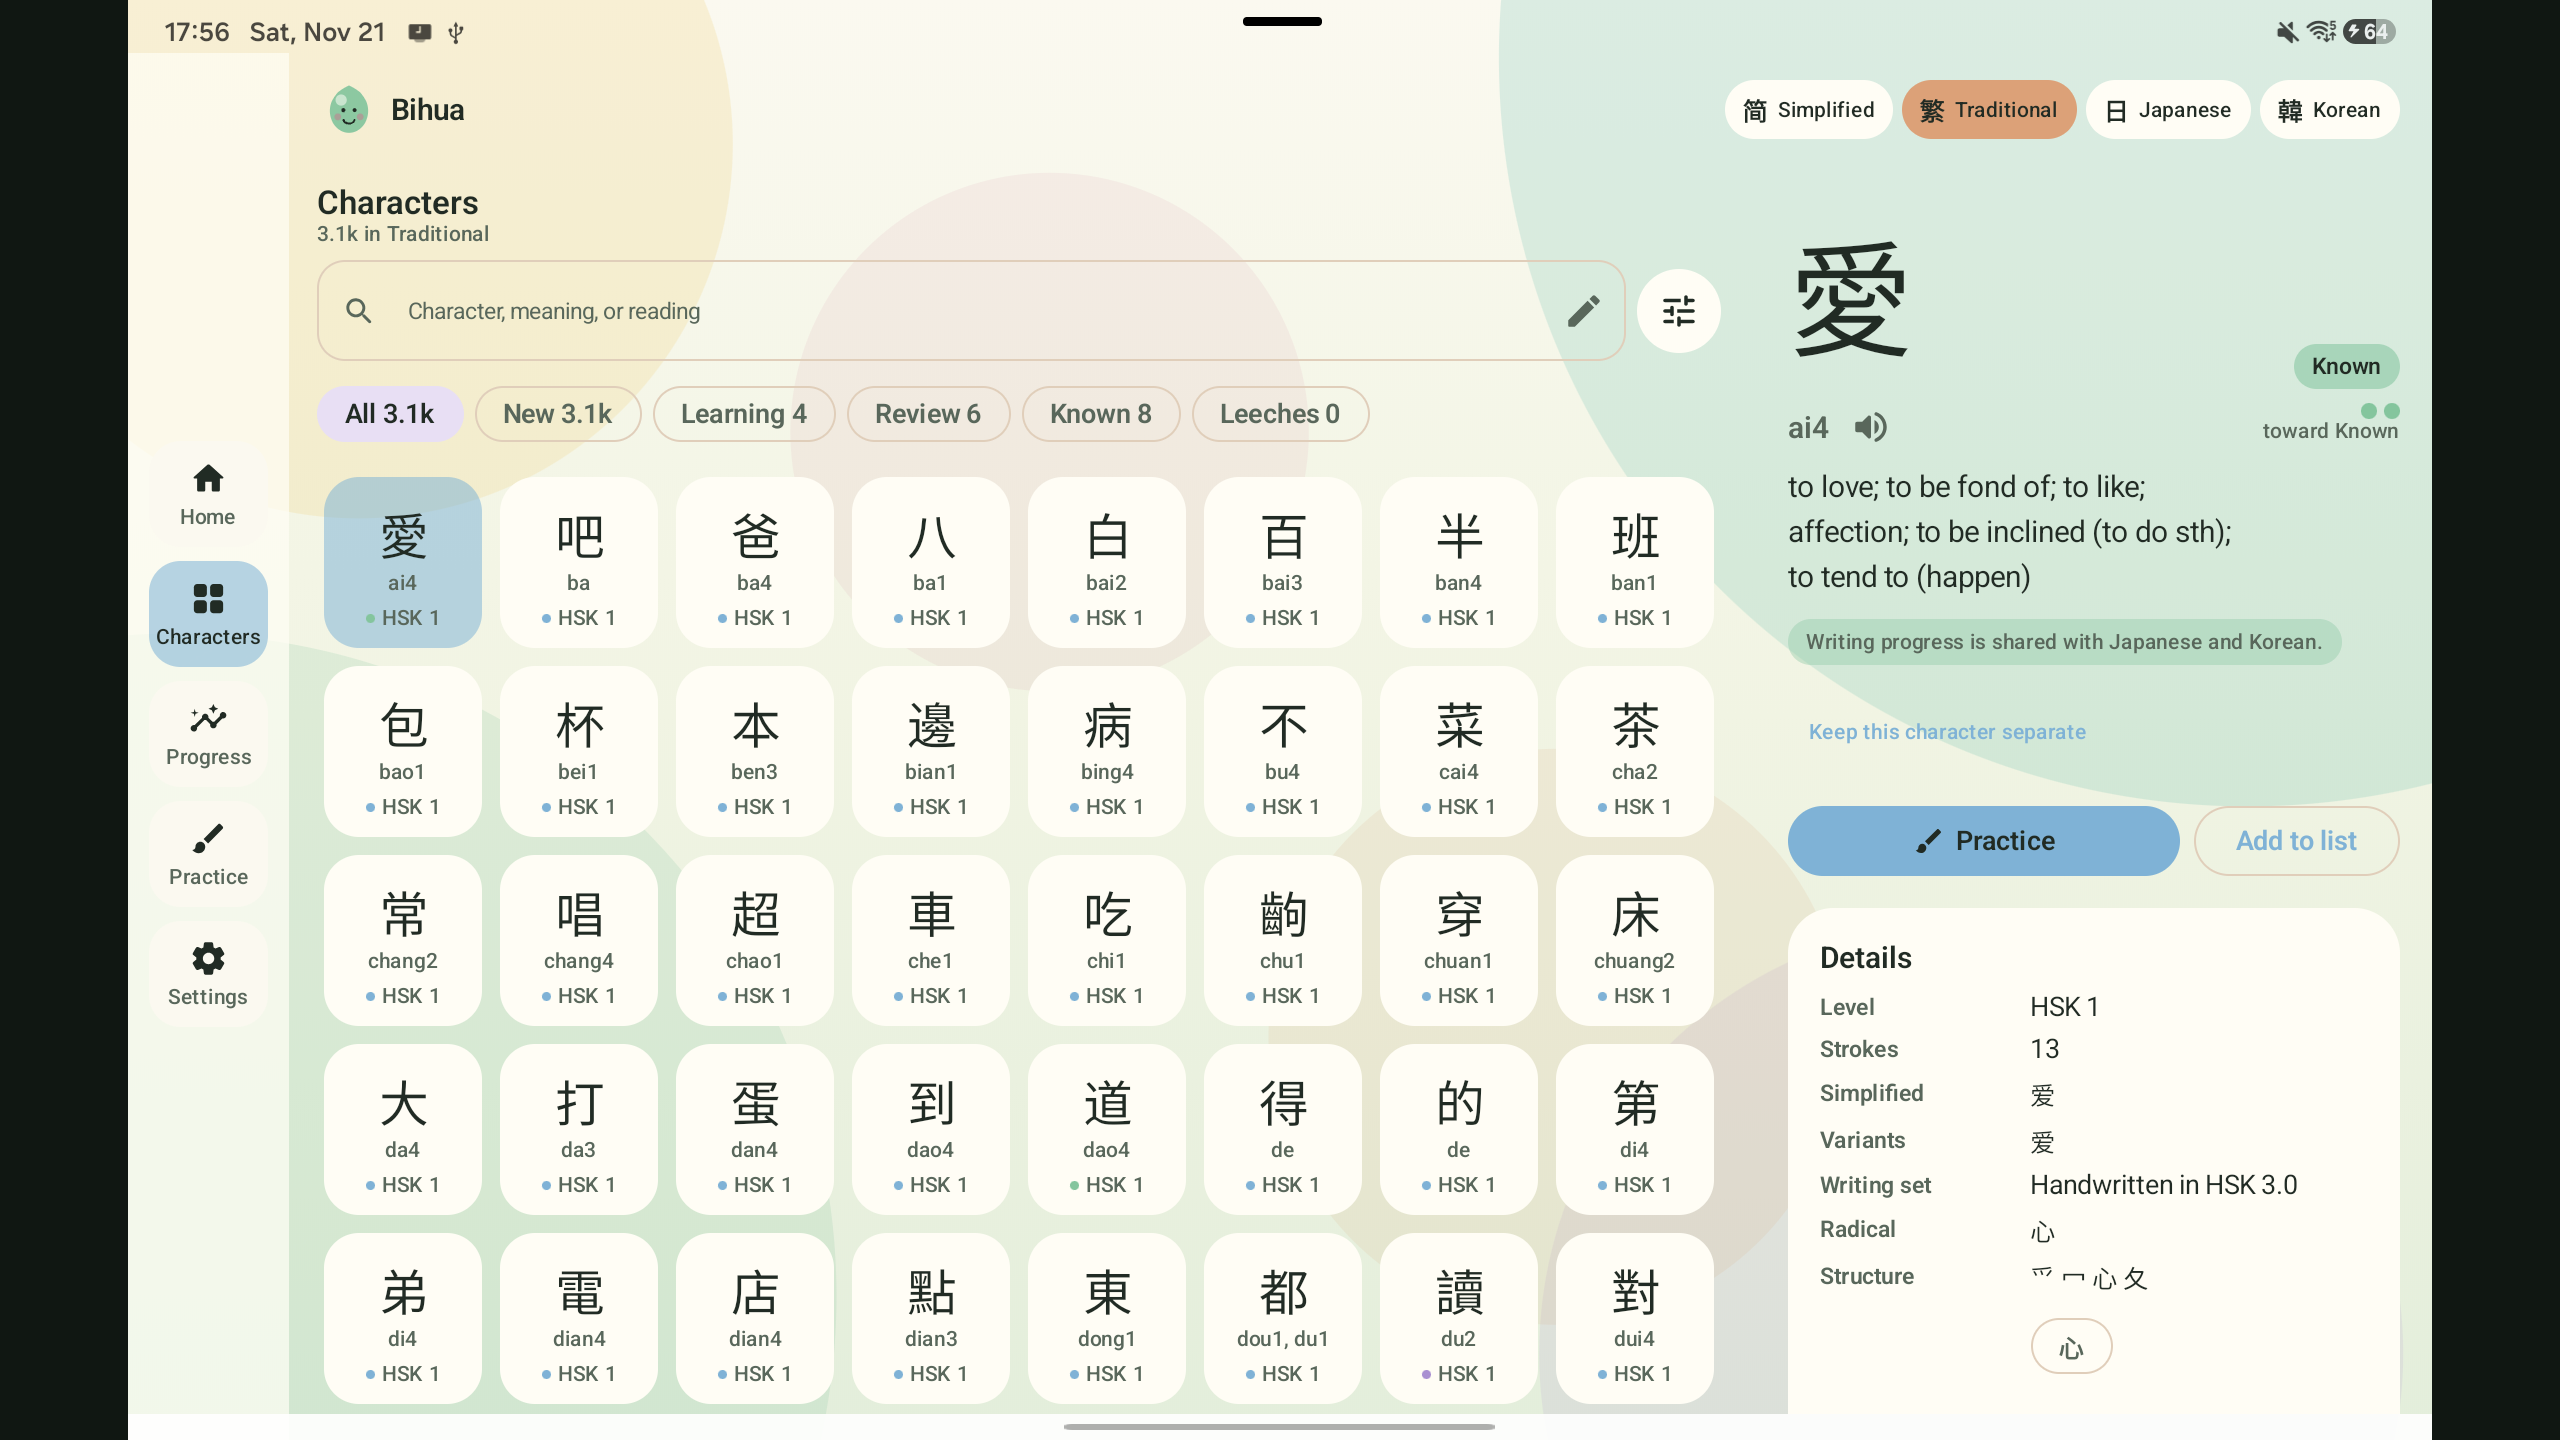 17:56 Sat, Nov 21
64
Bihua
简 Simplified
繁 Traditional
日 Japanese
韓 Korean
Characters
3.1k in Traditional
Character, meaning, or reading
All 3.1k
New 3.1k
Learning 4
Review 6
Known 8
Leeches 0
Home
Characters
Progress
Practice
Settings
愛 吧 爸 八 白 百 半 班
ai4 ba ba4 ba1 bai2 bai3 ban4 ban1
HSK 1 HSK 1 HSK 1 HSK 1 HSK 1 HSK 1 HSK 1 HSK 1
包 杯 本 邊 病 不 菜 茶
bao1 bei1 ben3 bian1 bing4 bu4 cai4 cha2
HSK 1 HSK 1 HSK 1 HSK 1 HSK 1 HSK 1 HSK 1 HSK 1
常 唱 超 車 吃 齣 穿 床
chang2 chang4 chao1 che1 chi1 chu1 chuan1 chuang2
HSK 1 HSK 1 HSK 1 HSK 1 HSK 1 HSK 1 HSK 1 HSK 1
大 打 蛋 到 道 得 的 第
da4 da3 dan4 dao4 dao4 de de di4
HSK 1 HSK 1 HSK 1 HSK 1 HSK 1 HSK 1 HSK 1 HSK 1
弟 電 店 點 東 都 讀 對
di4 dian4 dian4 dian3 dong1 dou1, du1 du2 dui4
HSK 1 HSK 1 HSK 1 HSK 1 HSK 1 HSK 1 HSK 1 HSK 1
愛
Known
ai4
toward Known
to love; to be fond of; to like;
affection; to be inclined (to do sth);
to tend to (happen)
Writing progress is shared with Japanese and Korean.
Keep this character separate
Practice
Add to list
Details
Level HSK 1
Strokes 13
Simplified 爱
Variants 爱
Writing set Handwritten in HSK 3.0
Radical 心
Structure 爫 冖 心 夂
心